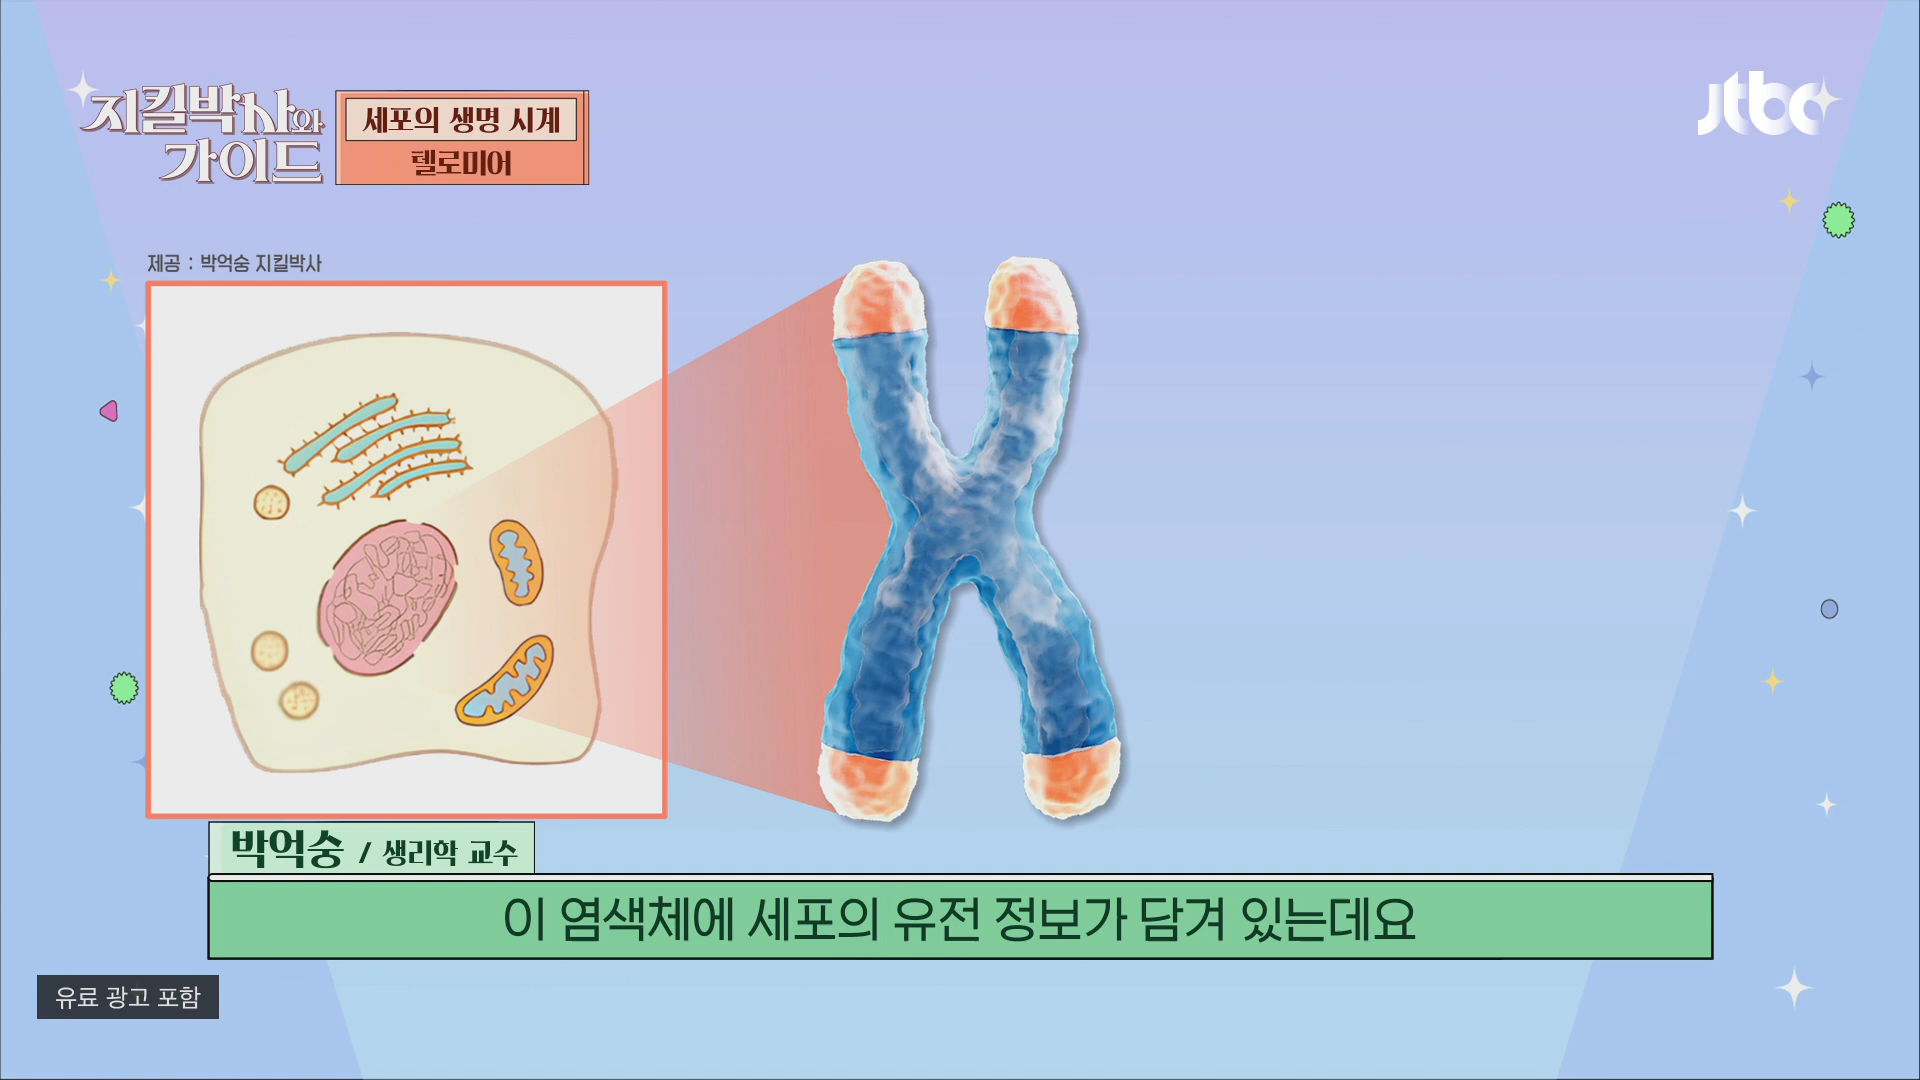 지킬박사와
가이드
세포의 생명 시계
텔로미어
jtbc
제공 : 박억숭 지킬박사
박억숭 / 생리학 교수
이 염색체에 세포의 유전 정보가 담겨 있는데요
유료 광고 포함